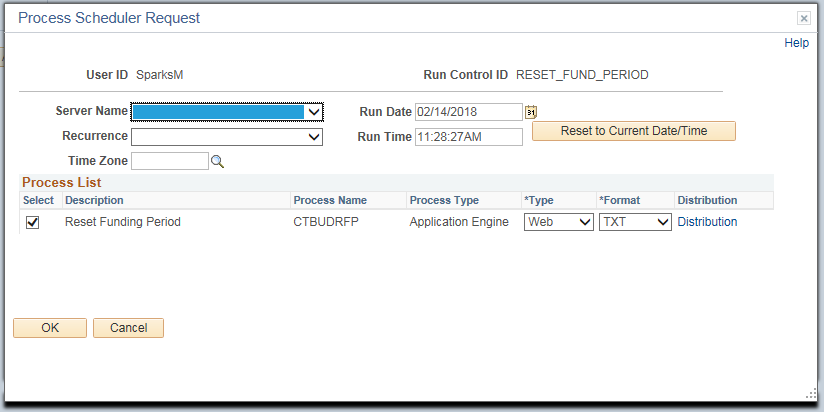 Process Scheduler Request
Help
User ID SparksM Run Control ID RESET_FUND_PERIOD
Server Name Run Date 02/14/2018 31
Recurrence Run Time 11:28:27AM Reset to Current Date/Time
Time Zone
Process List
Select Description Process Name Process Type *Type *Format Distribution
Reset Funding Period CTBUDRFP Application Engine Web TXT Distribution
OK Cancel